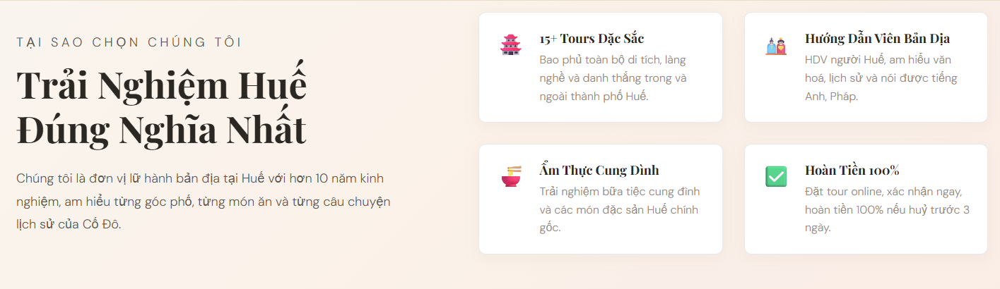 TẠI SAO CHỌN CHÚNG TÔI
Trải Nghiệm Huế
Đúng Nghĩa Nhất
Chúng tôi là đơn vị lữ hành bản địa tại Huế với hơn 10 năm kinh
nghiệm, am hiểu từng góc phố, từng món ăn và từng câu chuyện
lịch sử của Cố Đô.
15+ Tours Đặc Sắc
Bao phủ toàn bộ di tích, làng
nghề và danh thắng trong và
ngoài thành phố Huế.
Hướng Dẫn Viên Bản Địa
HDV người Huế, am hiểu văn
hoá, lịch sử và nói được tiếng
Anh, Pháp.
Ẩm Thực Cung Đình
Trải nghiệm bữa tiệc cung đình
và các món đặc sản Huế chính
gốc.
Hoàn Tiền 100%
Đặt tour online, xác nhận ngay,
hoàn tiền 100% nếu huỷ trước 3
ngày.